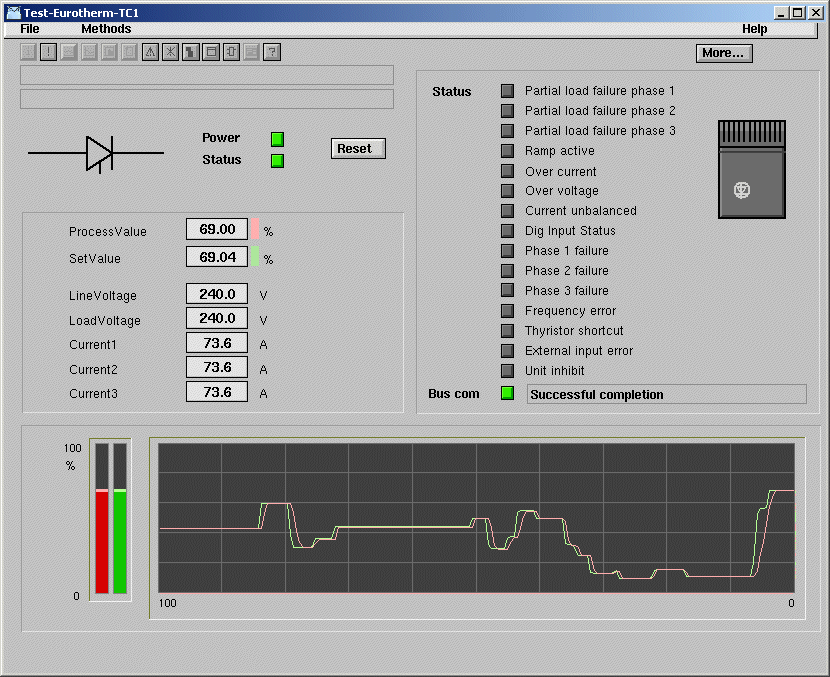 Test-Eurotherm-TC1
File Methods Help
! ?
More...
Status
Partial load failure phase 1
Partial load failure phase 2
Partial load failure phase 3
Ramp active
Over current
Over voltage
Current unbalanced
Dig Input Status
Phase 1 failure
Phase 2 failure
Phase 3 failure
Frequency error
Thyristor shortcut
External input error
Unit inhibit
Bus com Successful completion
Power
Status
Reset
ProcessValue 69.00 %
SetValue 69.04 %
LineVoltage 240.0 V
LoadVoltage 240.0 V
Current1 73.6 A
Current2 73.6 A
Current3 73.6 A
100
%
0
100 0